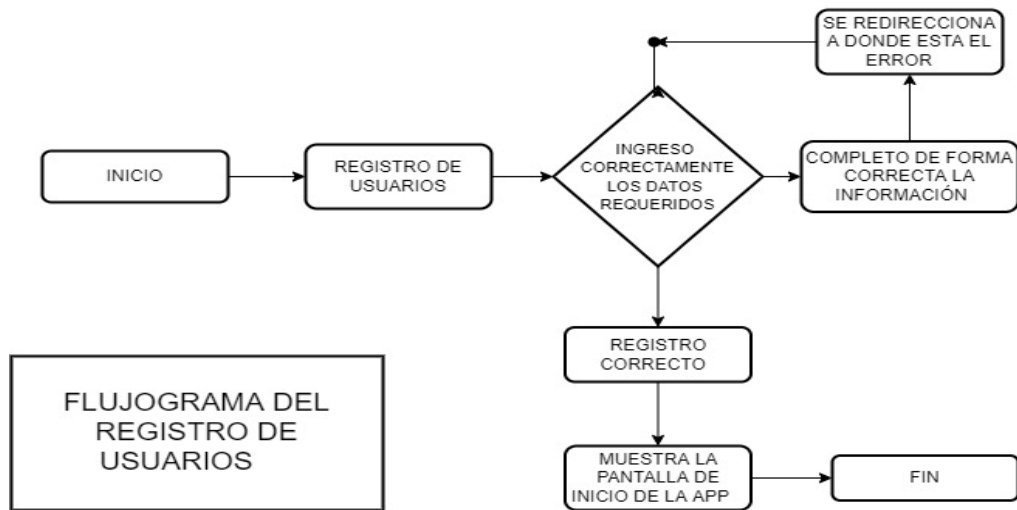 SE REDIRECCIONA
A DONDE ESTA EL
ERROR
INICIO
REGISTRO DE
USUARIOS
INGRESO
CORRECTAMENTE
LOS DATOS
REQUERIDOS
COMPLETO DE FORMA
CORRECTA LA
INFORMACIÓN
REGISTRO
CORRECTO
MUESTRA LA
PANTALLA DE
INICIO DE LA APP
FIN
FLUJOGRAMA DEL
REGISTRO DE
USUARIOS